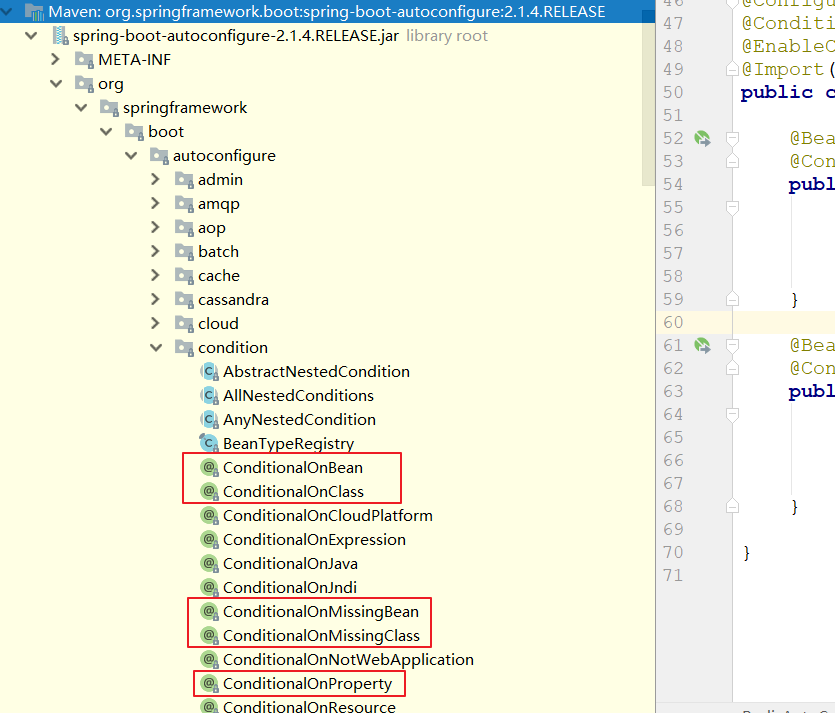 Maven: org.springframework.boot:spring-boot-autoconfigure:2.1.4.RELEASE
spring-boot-autoconfigure-2.1.4.RELEASE.jar library root
META-INF
org
springframework
boot
autoconfigure
admin
amqp
aop
batch
cache
cassandra
cloud
condition
AbstractNestedCondition
AllNestedConditions
AnyNestedCondition
BeanTypeRegistry
ConditionalOnBean
ConditionalOnClass
ConditionalOnCloudPlatform
ConditionalOnExpression
ConditionalOnJava
ConditionalOnJndi
ConditionalOnMissingBean
ConditionalOnMissingClass
ConditionalOnNotWebApplication
ConditionalOnProperty
ConditionalOnResource
46 @Configu
47 @Conditi
48 @EnableC
49 @Import(
50 public c
51
52 @Bea
53 @Con
54 publ
55
56
57
58
59 }
60
61 @Bea
62 @Con
63 publ
64
65
66
67
68 }
69
70 }
71